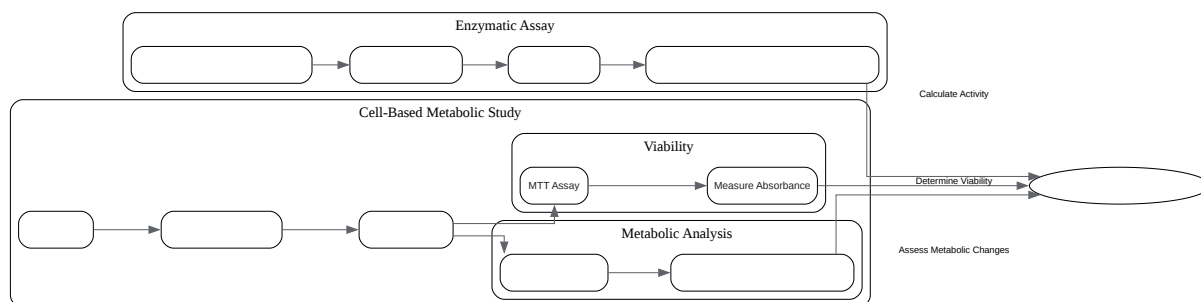 Enzymatic Assay
Calculate Activity
Cell-Based Metabolic Study
Viability
MTT Assay
Measure Absorbance
Determine Viability
Metabolic Analysis
Assess Metabolic Changes